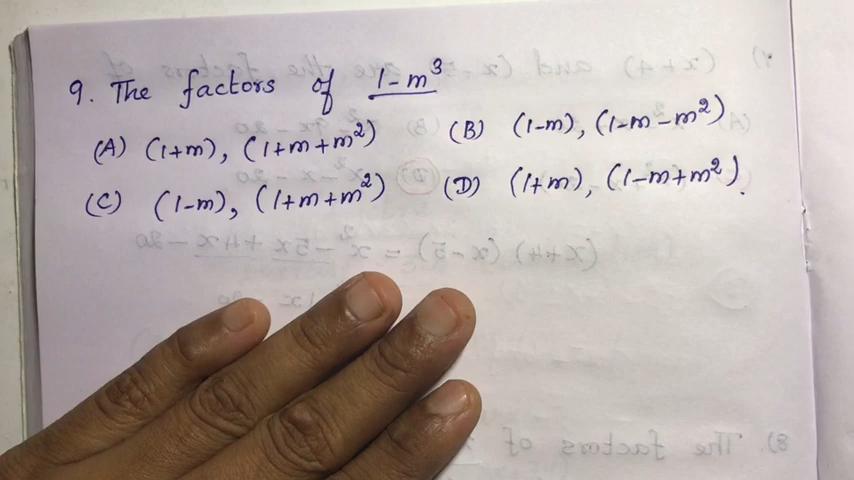 9. The factors of 1-m³
(A) (1+m), (1+m+m²) (B) (1-m), (1-m-m²)
(C) (1-m), (1+m+m²) (D) (1+m), (1-m+m²).